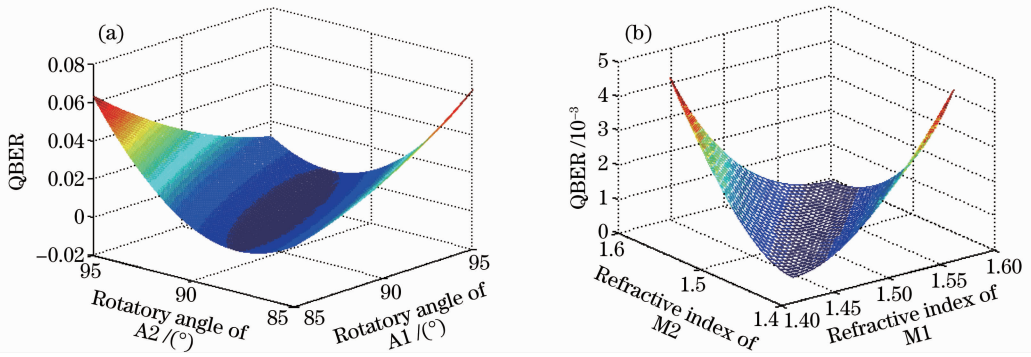 (a)
0.08
0.06
0.04
0.02
0
−0.02
QBER
95
90
85
Rotatory angle of
A2 /(°)
85
90
95
Rotatory angle of
A1 /(°)
(b)
5
4
3
2
1
0
QBER /10⁻³
1.6
1.5
1.4
Refractive index of
M2
1.40
1.45
1.50
1.55
1.60
Refractive index of
M1